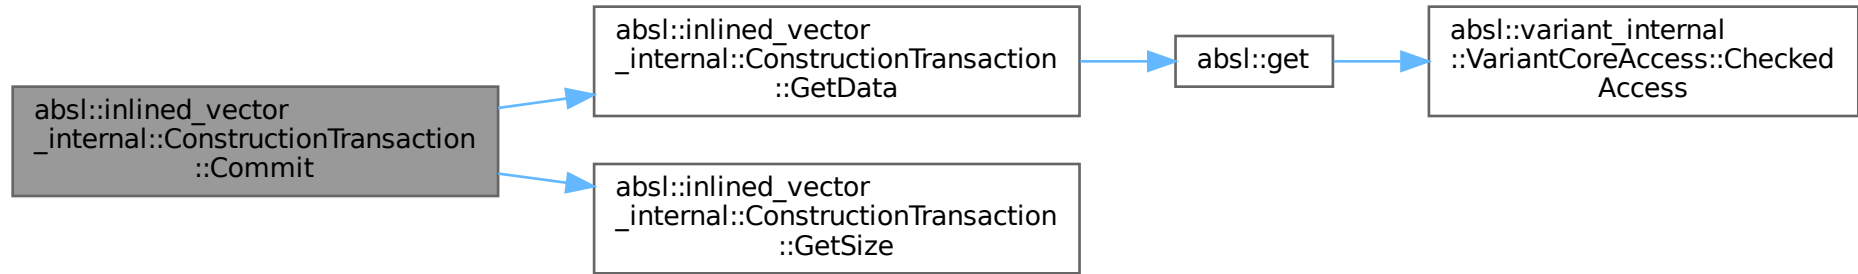 absl::inlined_vector
_internal::ConstructionTransaction
::Commit
absl::inlined_vector
_internal::ConstructionTransaction
::GetData
absl::get
absl::variant_internal
::VariantCoreAccess::Checked
Access
absl::inlined_vector
_internal::ConstructionTransaction
::GetSize